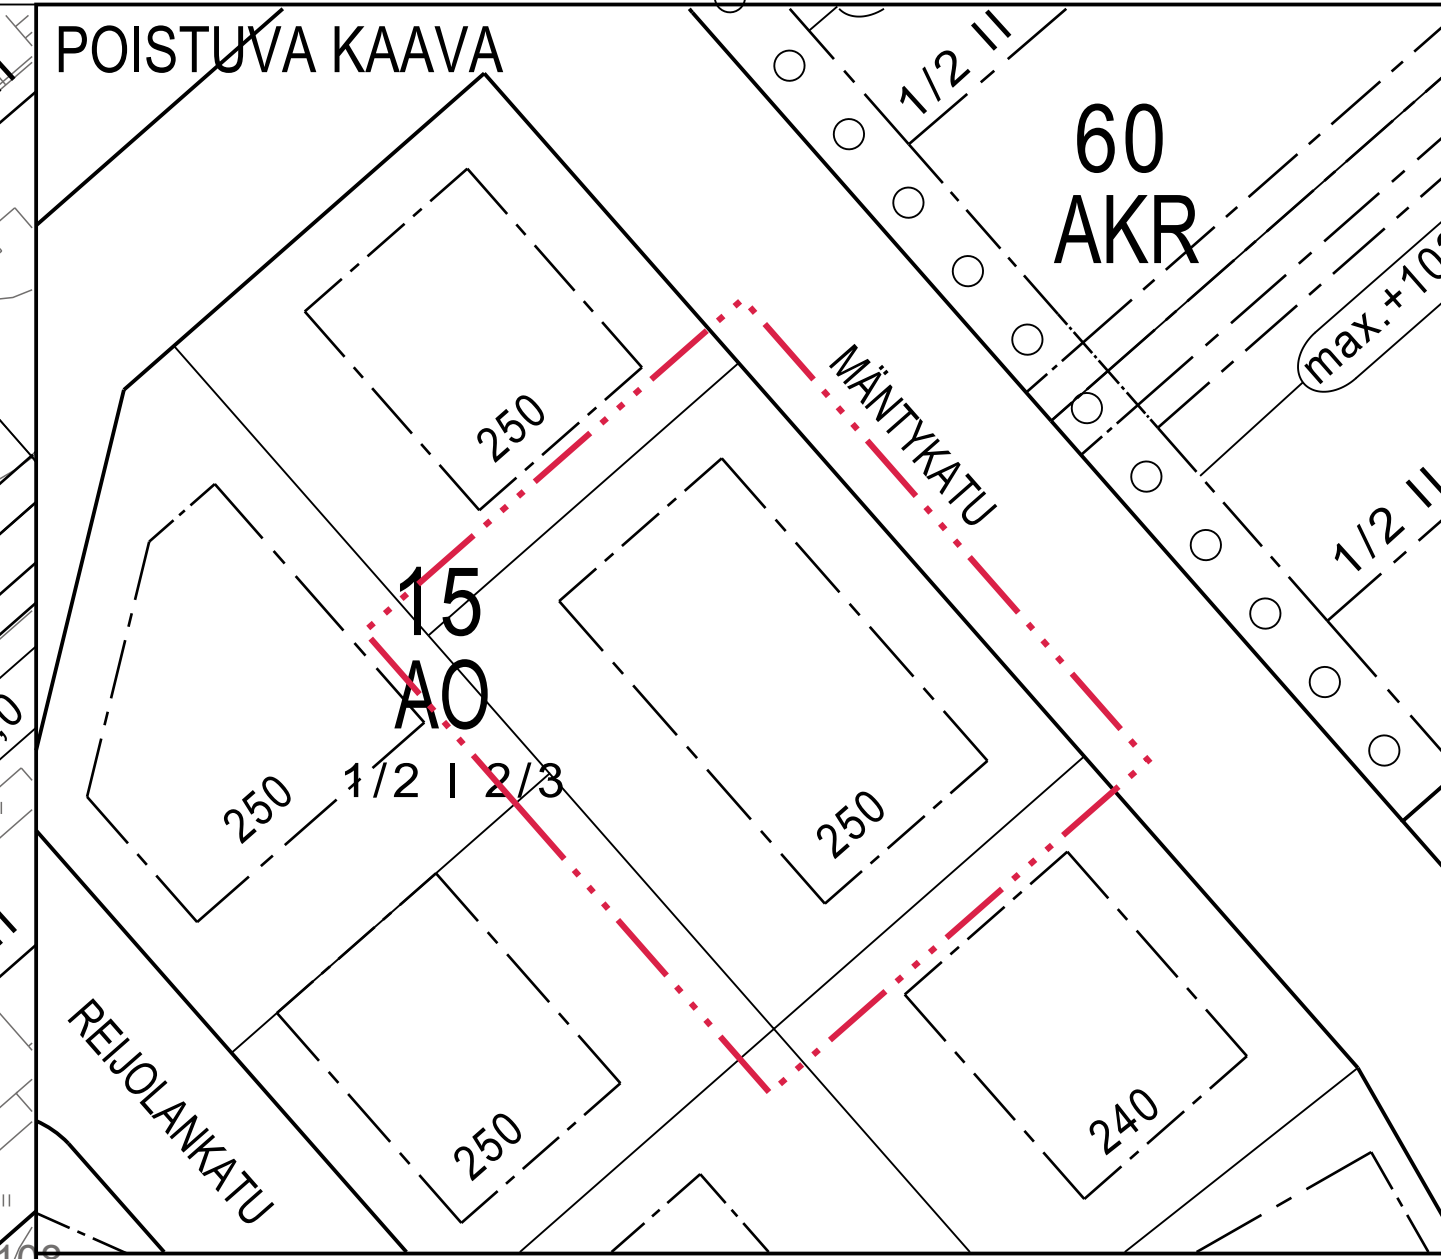 POISTUVA KAAVA
1/2 II
60
AKR
max.+10
MÄNTYKATU
250
1/2 II
15
AO
1/2 I 2/3
250
250
REIJOLANKATU
250
240
108